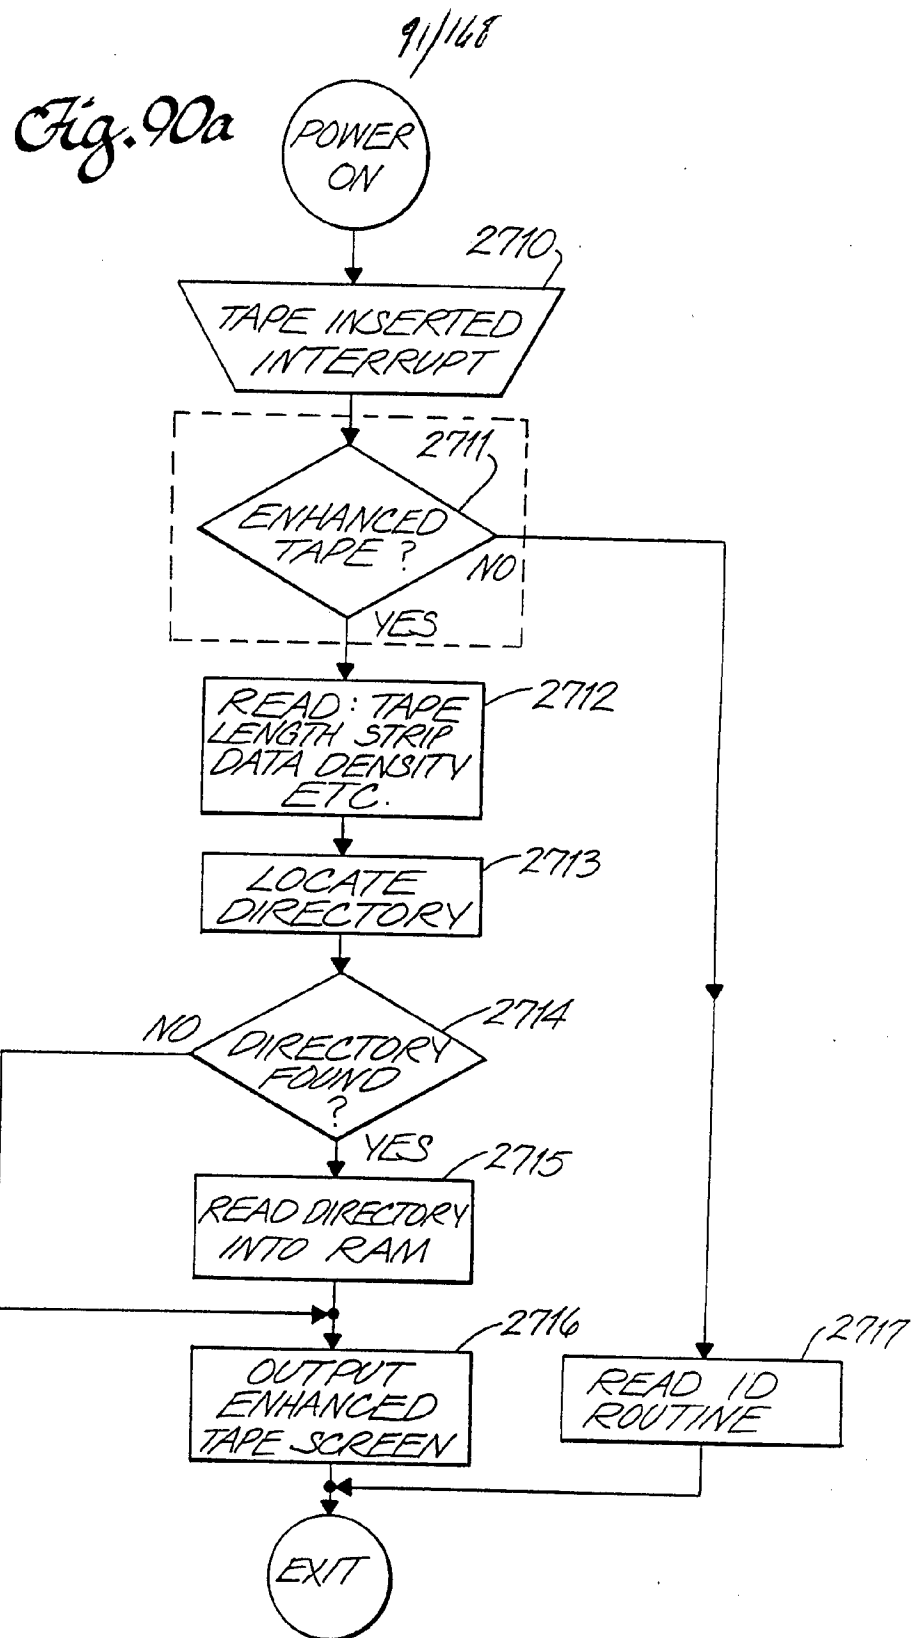 91/168
Fig. 90a
POWER
ON
2710
TAPE INSERTED
INTERRUPT
2711
ENHANCED
TAPE ?
NO
YES
2712
READ: TAPE
LENGTH STRIP
DATA DENSITY
ETC.
2713
LOCATE
DIRECTORY
2714
NO
DIRECTORY
FOUND
?
YES
2715
READ DIRECTORY
INTO RAM
2716
OUTPUT
ENHANCED
TAPE SCREEN
2717
READ ID
ROUTINE
EXIT